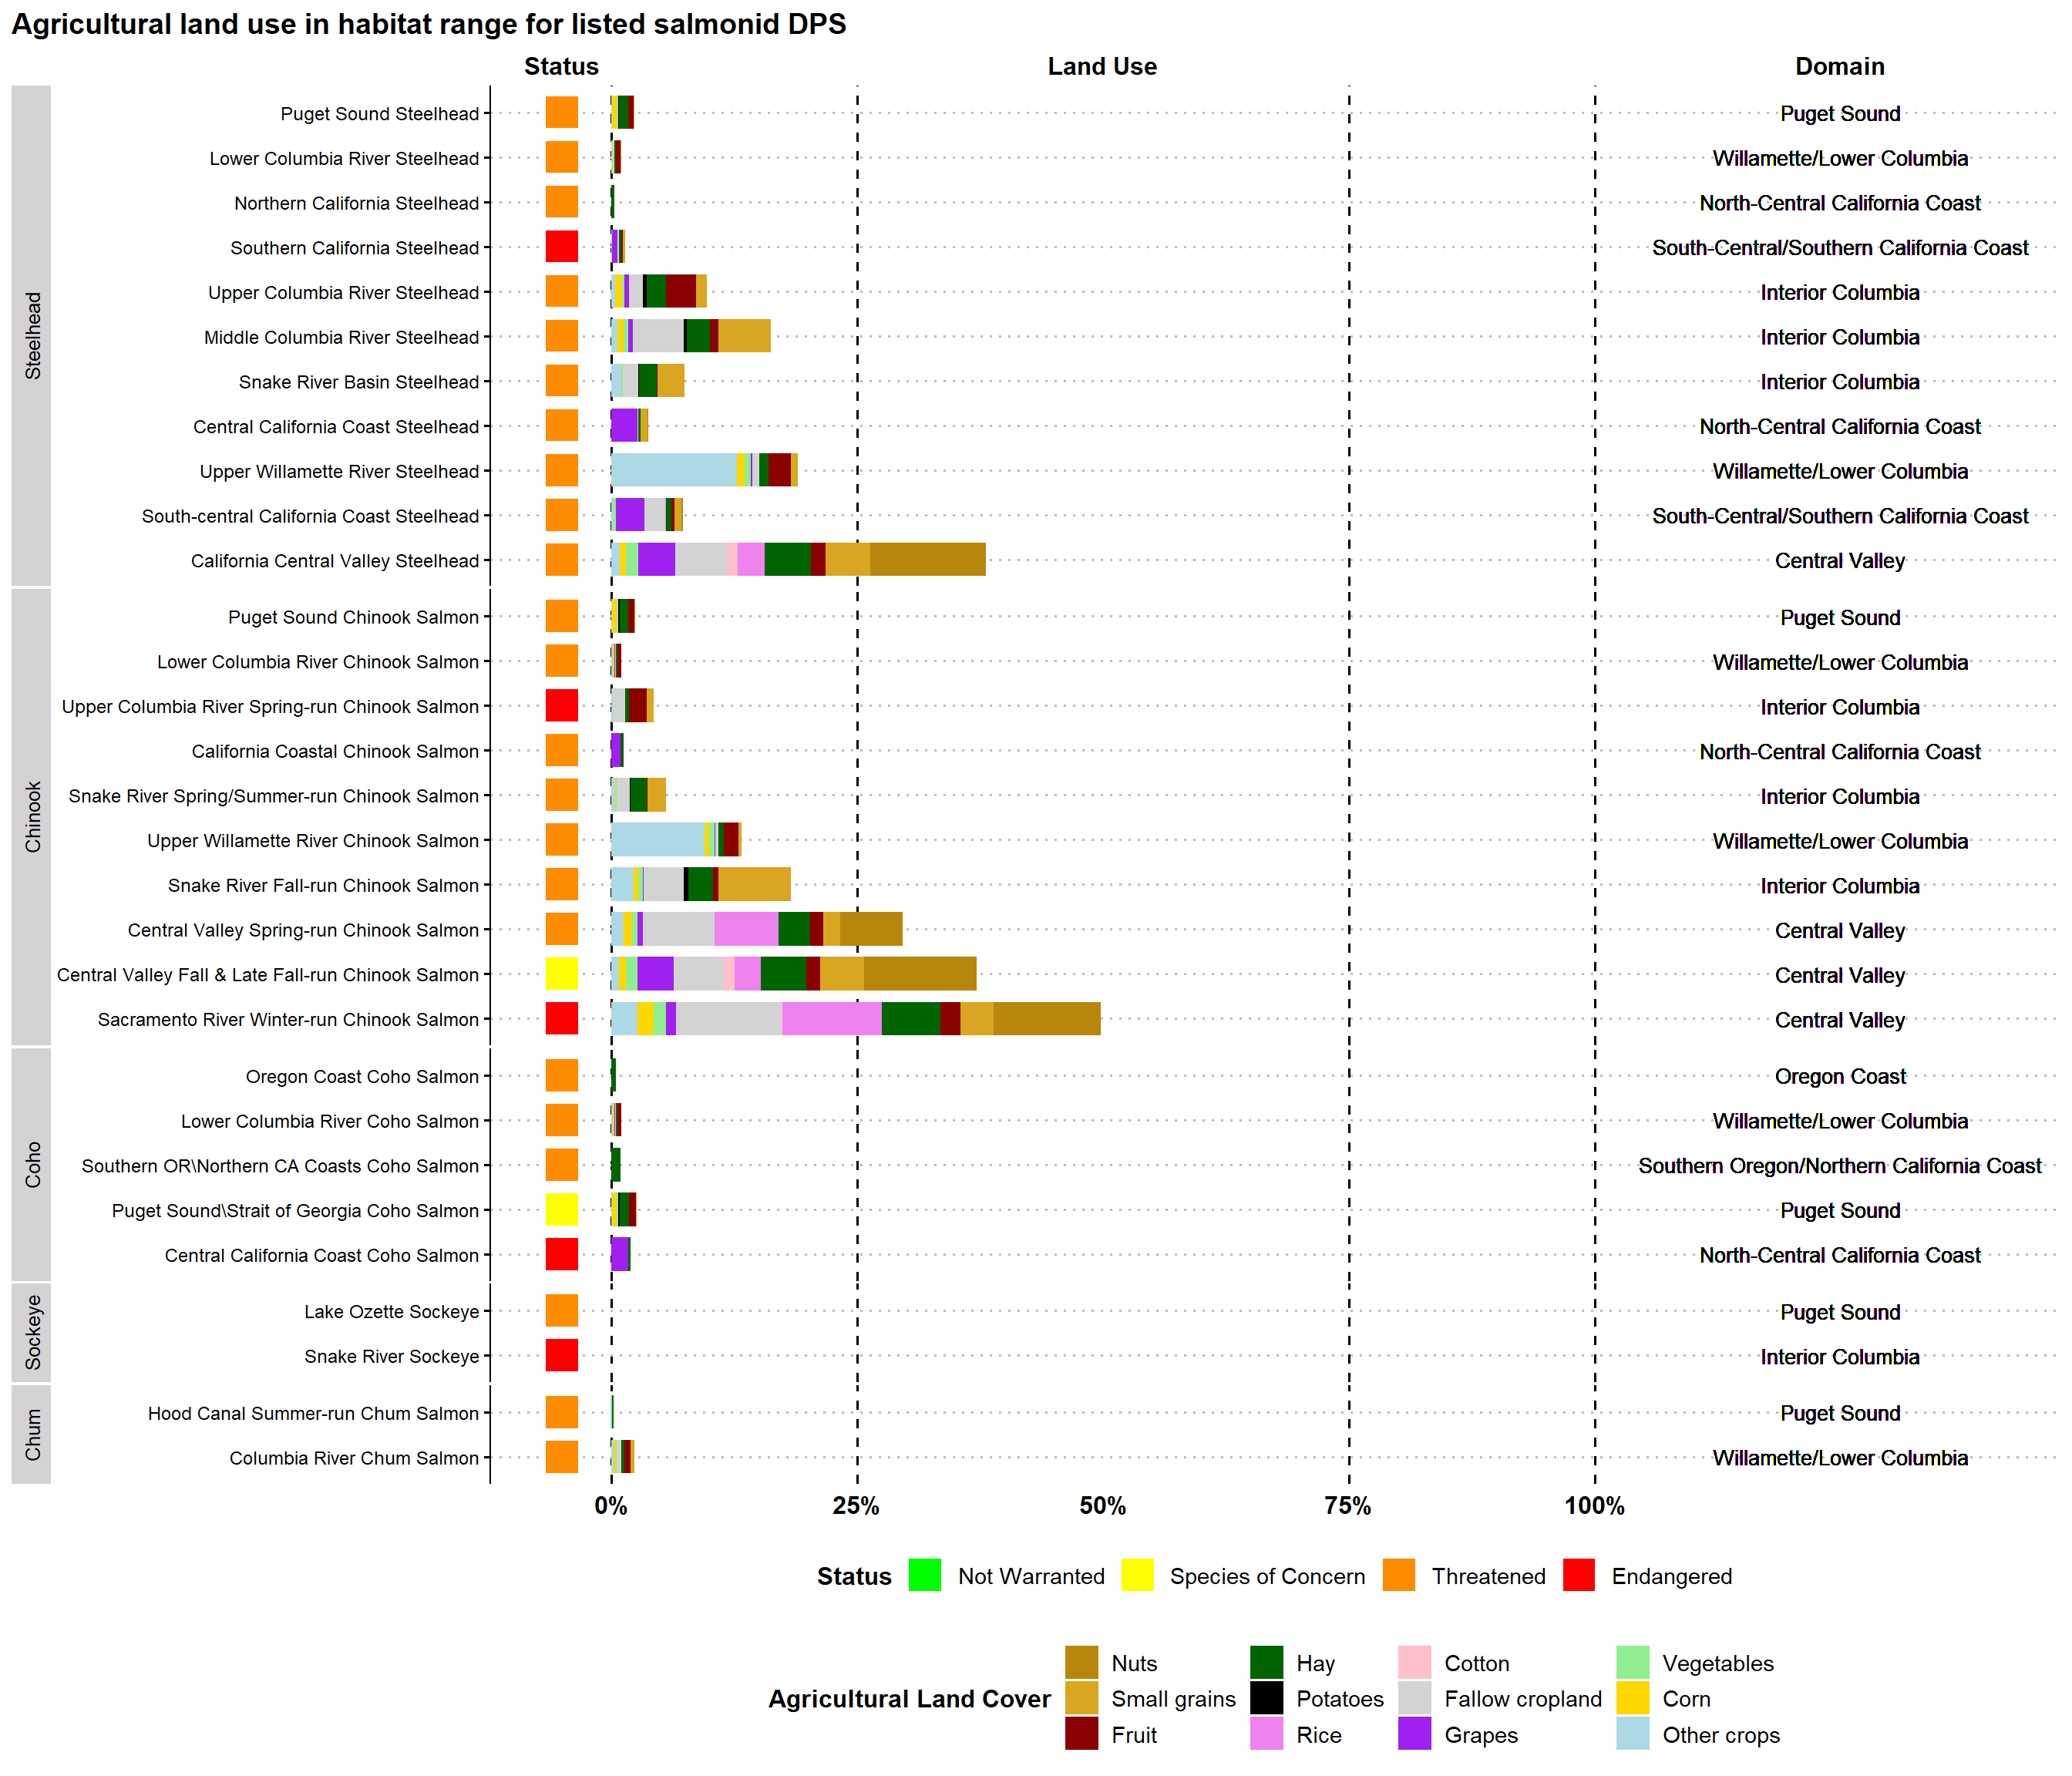 Agricultural land use in habitat range for listed salmonid DPS
Status Land Use Domain
Steelhead
Puget Sound Steelhead Puget Sound
Lower Columbia River Steelhead Willamette/Lower Columbia
Northern California Steelhead North-Central California Coast
Southern California Steelhead South-Central/Southern California Coast
Upper Columbia River Steelhead Interior Columbia
Middle Columbia River Steelhead Interior Columbia
Snake River Basin Steelhead Interior Columbia
Central California Coast Steelhead North-Central California Coast
Upper Willamette River Steelhead Willamette/Lower Columbia
South-central California Coast Steelhead South-Central/Southern California Coast
California Central Valley Steelhead Central Valley
Chinook
Puget Sound Chinook Salmon Puget Sound
Lower Columbia River Chinook Salmon Willamette/Lower Columbia
Upper Columbia River Spring-run Chinook Salmon Interior Columbia
California Coastal Chinook Salmon North-Central California Coast
Snake River Spring/Summer-run Chinook Salmon Interior Columbia
Upper Willamette River Chinook Salmon Willamette/Lower Columbia
Snake River Fall-run Chinook Salmon Interior Columbia
Central Valley Spring-run Chinook Salmon Central Valley
Central Valley Fall & Late Fall-run Chinook Salmon Central Valley
Sacramento River Winter-run Chinook Salmon Central Valley
Coho
Oregon Coast Coho Salmon Oregon Coast
Lower Columbia River Coho Salmon Willamette/Lower Columbia
Southern OR\Northern CA Coasts Coho Salmon Southern Oregon/Northern California Coast
Puget Sound\Strait of Georgia Coho Salmon Puget Sound
Central California Coast Coho Salmon North-Central California Coast
Sockeye
Lake Ozette Sockeye Puget Sound
Snake River Sockeye Interior Columbia
Chum
Hood Canal Summer-run Chum Salmon Puget Sound
Columbia River Chum Salmon Willamette/Lower Columbia
0% 25% 50% 75% 100%
Status Not Warranted Species of Concern Threatened Endangered
Nuts Hay Cotton Vegetables
Agricultural Land Cover Small grains Potatoes Fallow cropland Corn
Fruit Rice Grapes Other crops